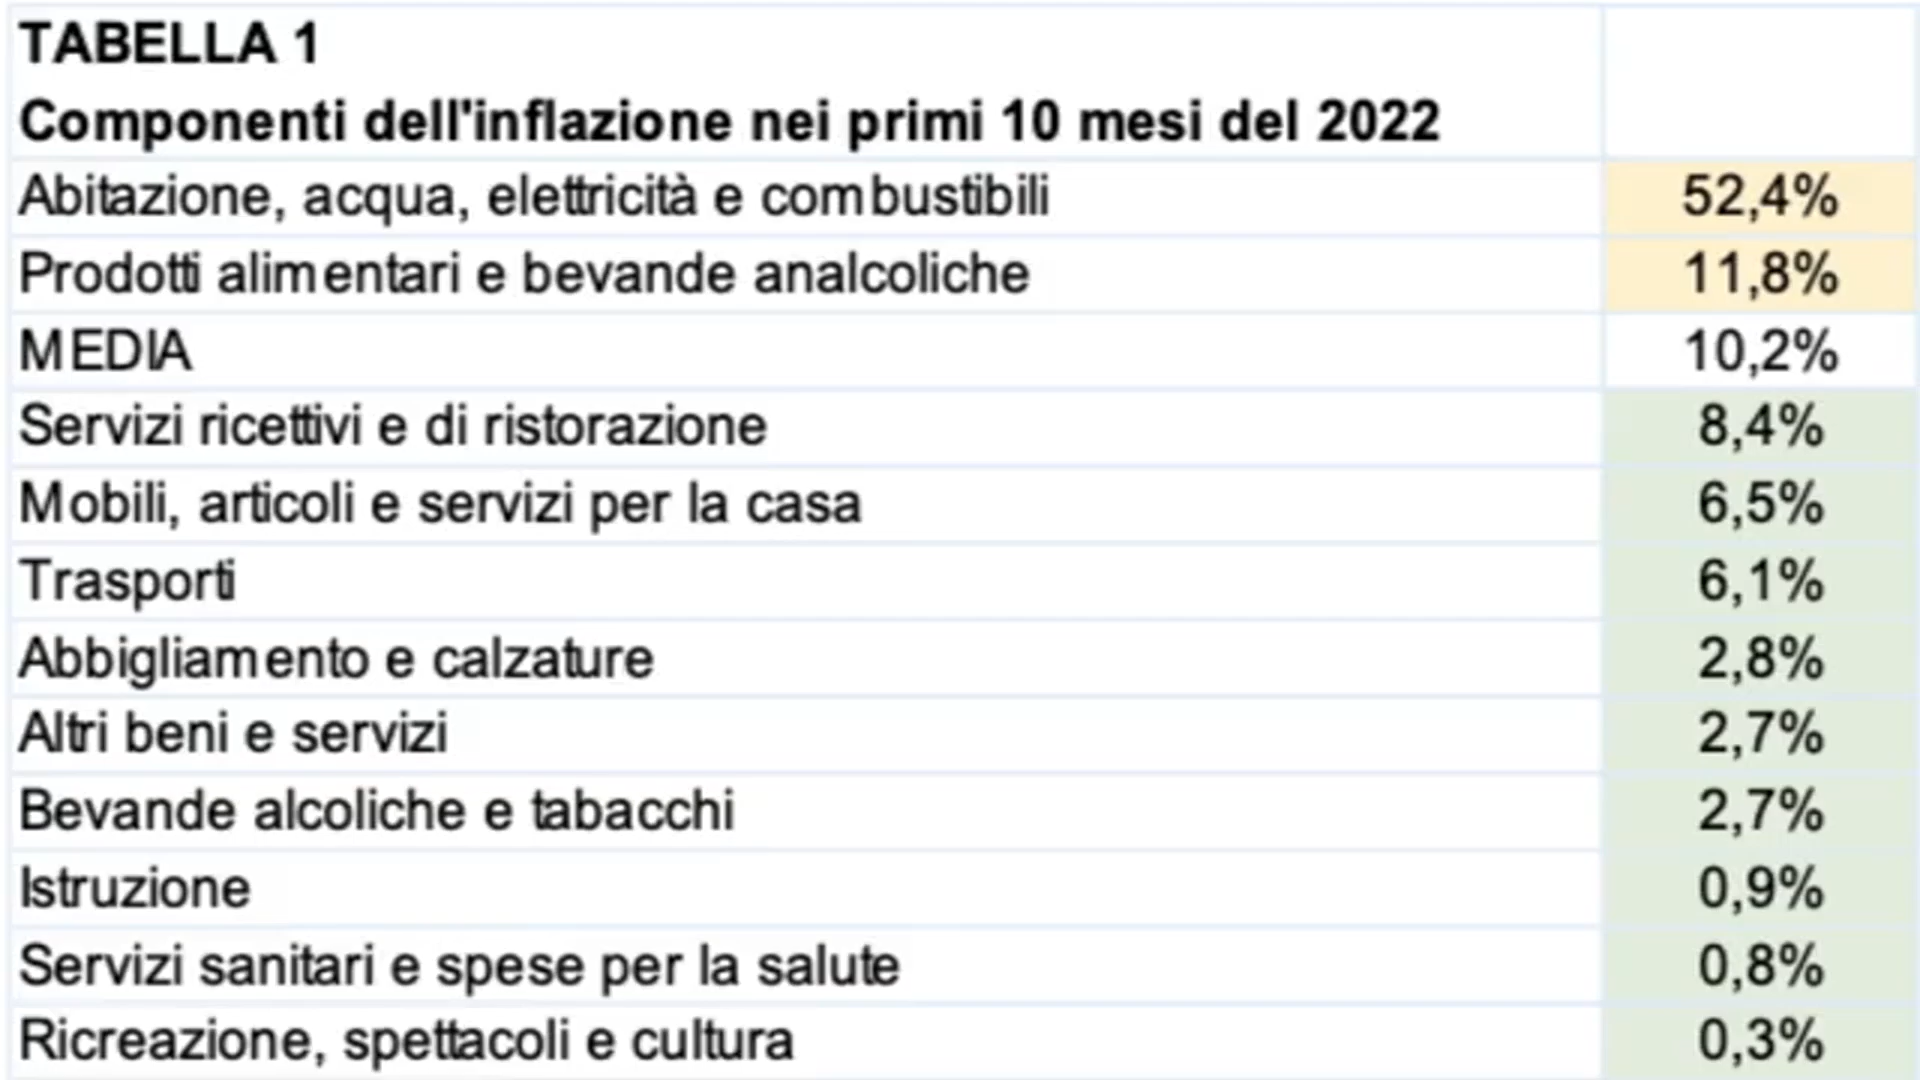 TABELLA 1
Componenti dell'inflazione nei primi 10 mesi del 2022
Abitazione, acqua, elettricità e combustibili 52,4%
Prodotti alimentari e bevande analcoliche 11,8%
MEDIA 10,2%
Servizi ricettivi e di ristorazione 8,4%
Mobili, articoli e servizi per la casa 6,5%
Trasporti 6,1%
Abbigliamento e calzature 2,8%
Altri beni e servizi 2,7%
Bevande alcoliche e tabacchi 2,7%
Istruzione 0,9%
Servizi sanitari e spese per la salute 0,8%
Ricreazione, spettacoli e cultura 0,3%